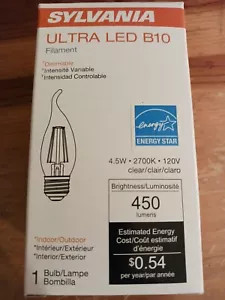 SYLVANIA
ULTRA LED B10
Filament
*Dimmable
*Intensité Variable
*Intensidad Controlable
energy
ENERGY STAR
4.5W • 2700K • 120V
clear/clair/claro
Brightness/Luminosité
450
lumens
Estimated Energy
Cost/Coût estimatif
d'énergie
$0.54
per year/par année
*Indoor/Outdoor
*Intérieur/Extérieur
*Interior/Exterior
1 Bulb/Lampe
Bombilla